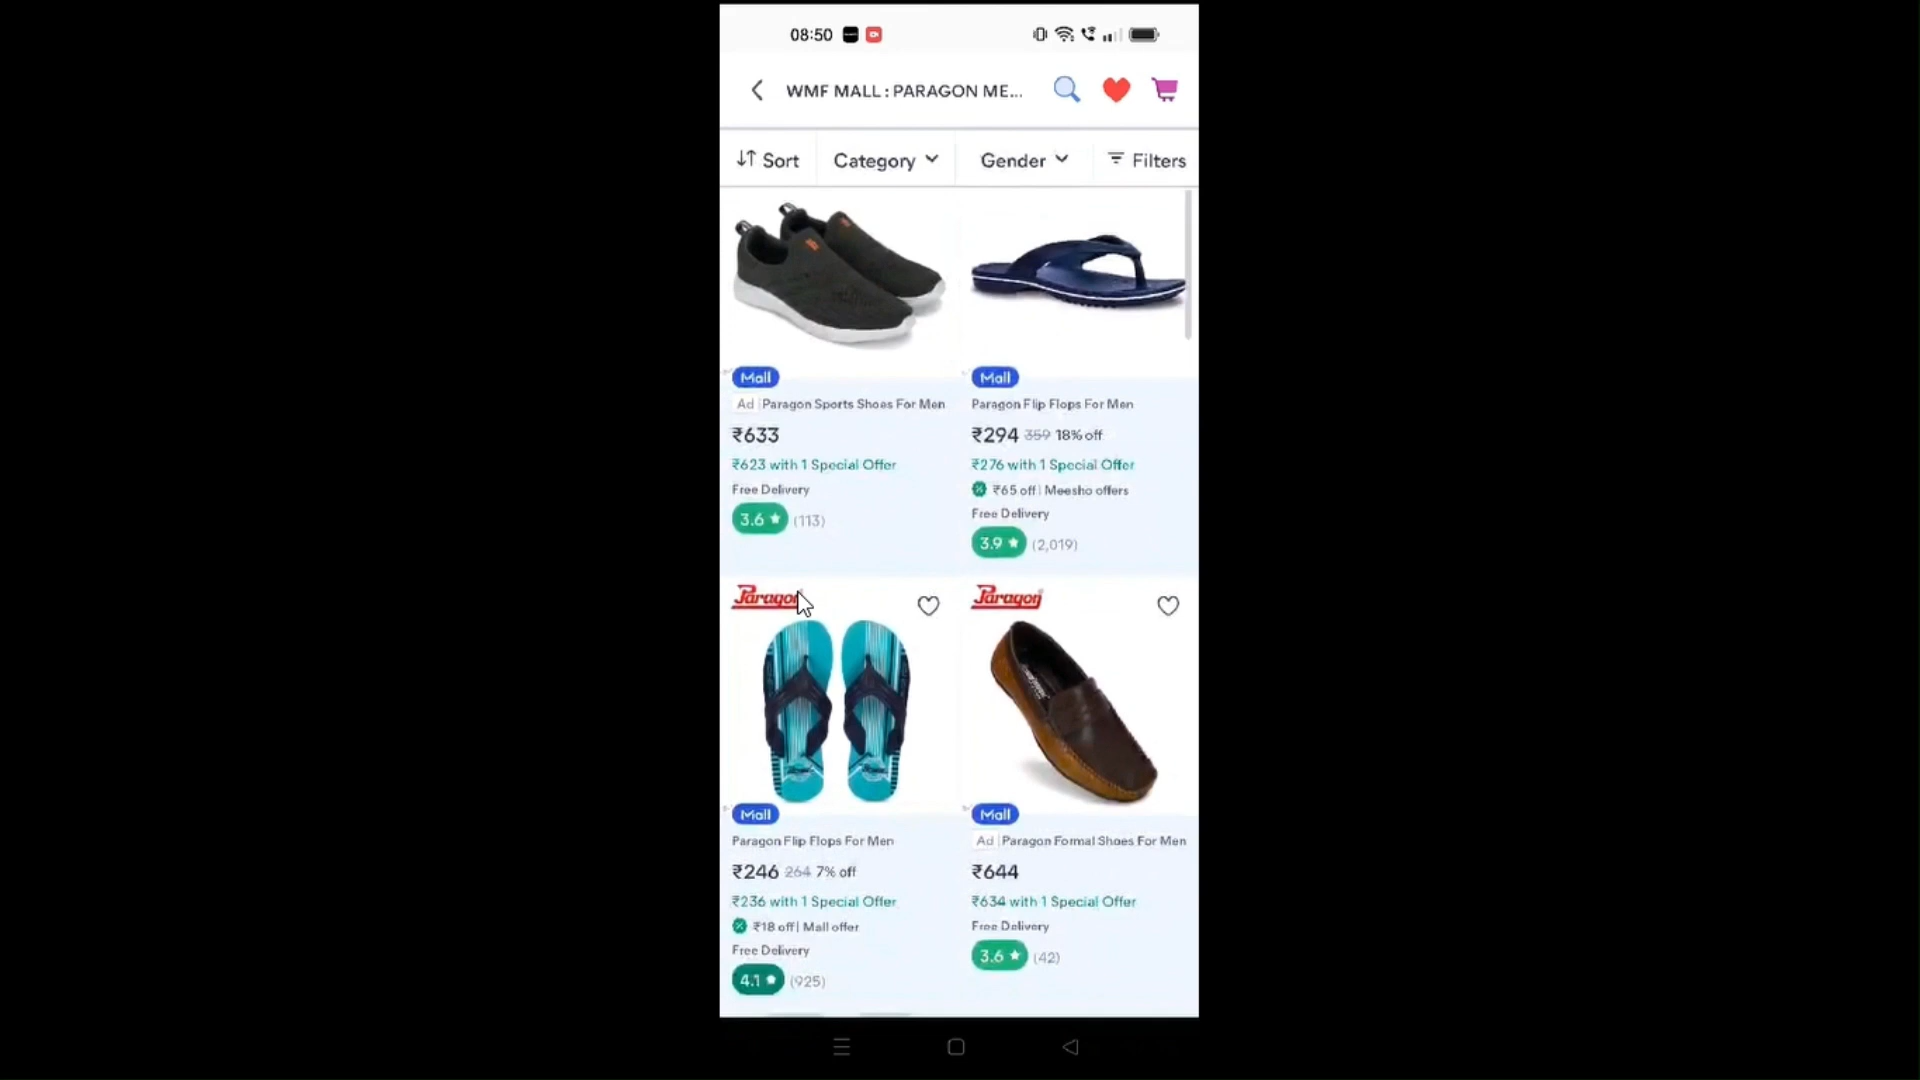 08:50
WMF MALL : PARAGON ME...
Sort
Category
Gender
Filters
Mall
Ad Paragon Sports Shoes For Men
₹633
₹623 with 1 Special Offer
Free Delivery
3.6 ★ (113)
Mall
Paragon Flip Flops For Men
₹294 359 18% off
₹276 with 1 Special Offer
₹65 off | Meesho offers
Free Delivery
3.9 ★ (2,019)
Paragon
Mall
Paragon Flip Flops For Men
₹246 264 7% off
₹236 with 1 Special Offer
₹18 off | Mall offer
Free Delivery
4.1 ★ (925)
Paragon
Mall
Ad Paragon Formal Shoes For Men
₹644
₹634 with 1 Special Offer
Free Delivery
3.6 ★ (42)